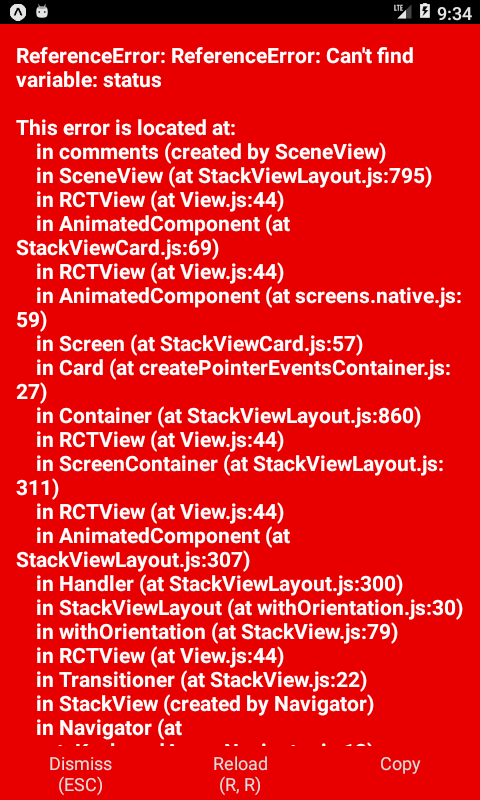 LTE 9:34
ReferenceError: ReferenceError: Can't find
variable: status
This error is located at:
in comments (created by SceneView)
in SceneView (at StackViewLayout.js:795)
in RCTView (at View.js:44)
in AnimatedComponent (at
StackViewCard.js:69)
in RCTView (at View.js:44)
in AnimatedComponent (at screens.native.js:
59)
in Screen (at StackViewCard.js:57)
in Card (at createPointerEventsContainer.js:
27)
in Container (at StackViewLayout.js:860)
in RCTView (at View.js:44)
in ScreenContainer (at StackViewLayout.js:
311)
in RCTView (at View.js:44)
in AnimatedComponent (at
StackViewLayout.js:307)
in Handler (at StackViewLayout.js:300)
in StackViewLayout (at withOrientation.js:30)
in withOrientation (at StackView.js:79)
in RCTView (at View.js:44)
in Transitioner (at StackView.js:22)
in StackView (created by Navigator)
in Navigator (at
Dismiss Reload Copy
(ESC) (R, R)